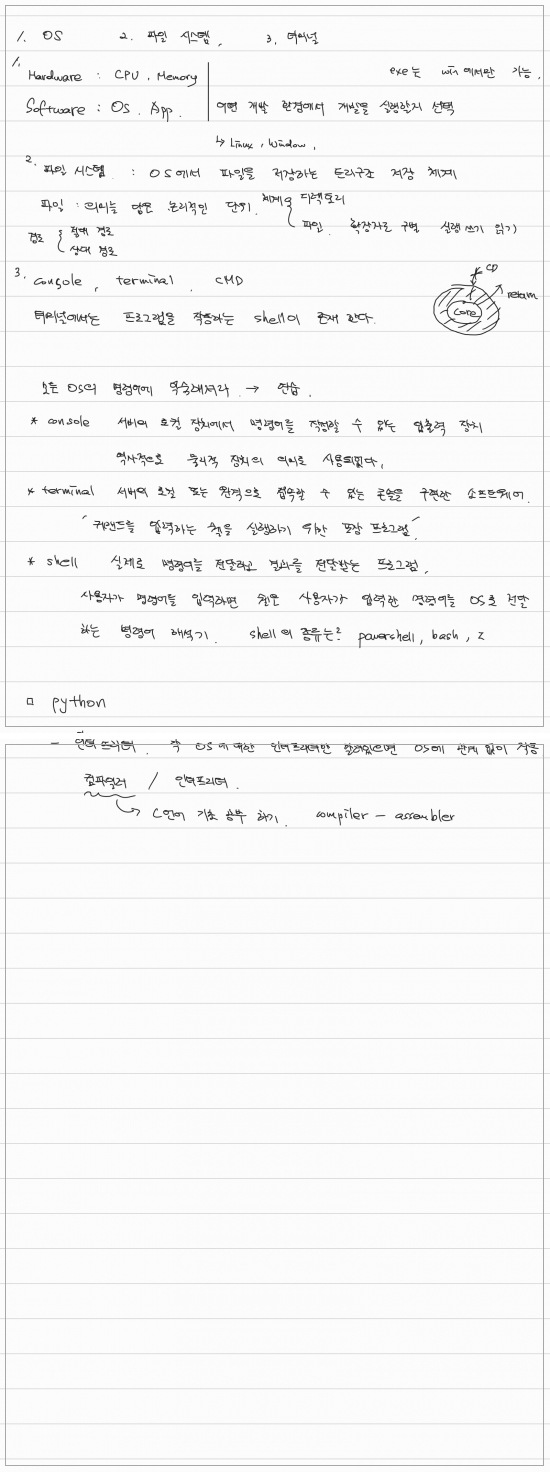 1. OS 2. 파일 시스템. 3. 터미널
1. Hardware : CPU, Memory exe는 win 에서만 가능.
Software : OS, App. 어떤 개발 환경에서 개발을 실행할지 선택
↳ Linux, Window,
2. 파일 시스템. : OS에서 파일을 저장하는 트리구조 저장 체계
파일 : 의미를 담은 논리적인 단위. 체계 { 디렉토리
파일. 확장자로 구별 실행 쓰기 읽기)
경로 { 절대 경로
상대 경로
3. console, terminal, CMD
터미널에서는 프로그램을 작동하는 shell이 존재 한다.
CD
return
core
모든 OS의 명령어에 익숙해져라. → 연습.
* console 서버의 로컬 장치에서 명령어를 작성할 수 있는 입출력 장치
역사적으로 물리적 장치의 의미로 사용되었다.
* terminal 서버의 로컬 또는 원격으로 접속할 수 있는 콘솔을 구현한 소프트웨어.
'커맨드를 입력하는 쉘을 실행하기 위한 포장 프로그램'
* shell 실제로 명령어를 전달하고 결과를 전달받는 프로그램.
사용자가 명령어를 입력하면 쉘은 사용자가 입력한 명령어를 OS로 전달
하는 명령어 해석기. shell의 종류는? powershell, bash, z
□ python
- 인터프리터. 각 OS에 대한 인터프리터만 깔려있으면 OS에 관계 없이 작동
컴파일러 / 인터프리터.
↳ C언어 기초 공부 하기. compiler - assembler